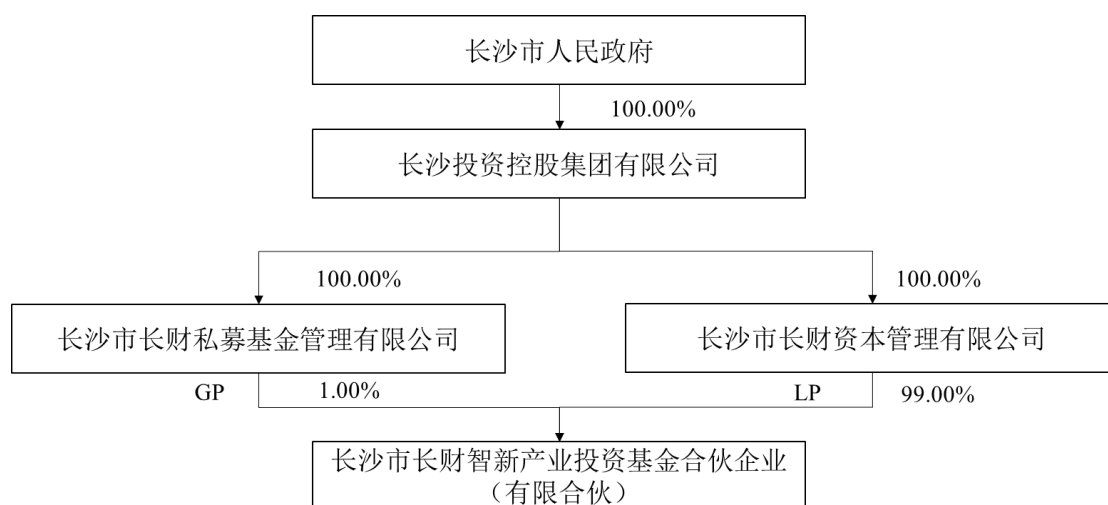 长沙市人民政府
100.00%
长沙投资控股集团有限公司
100.00%
100.00%
长沙市长财私募基金管理有限公司
长沙市长财资本管理有限公司
GP
1.00%
LP
99.00%
长沙市长财智新产业投资基金合伙企业
（有限合伙）